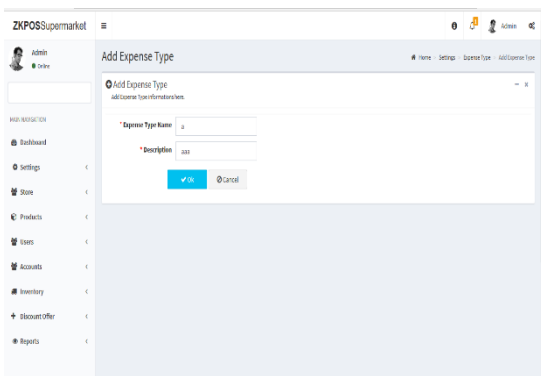 ZKPOSSupermarket
Admin
Admin
Online
Add Expense Type
Home - Settings - Expense Type - Add Expense Type
Add Expense Type
Add Expense Type informations here.
* Expense Type Name
a
* Description
aaa
Ok
Cancel
MAIN NAVIGATION
Dashboard
Settings
Store
Products
Users
Accounts
Inventory
Discount Offer
Reports